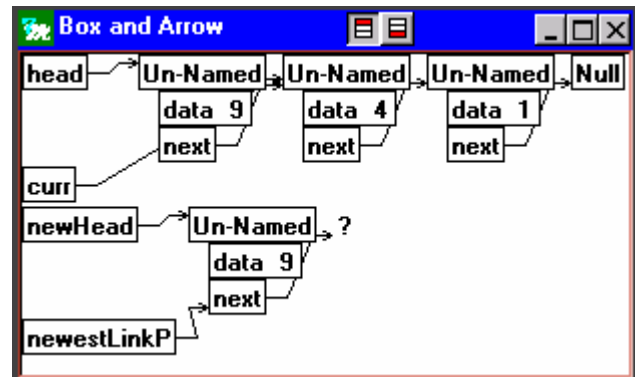 Box and Arrow
head Un-Named Un-Named Un-Named Null
data 9 data 4 data 1
next next next
curr
newHead Un-Named ?
data 9
next
newestLinkP